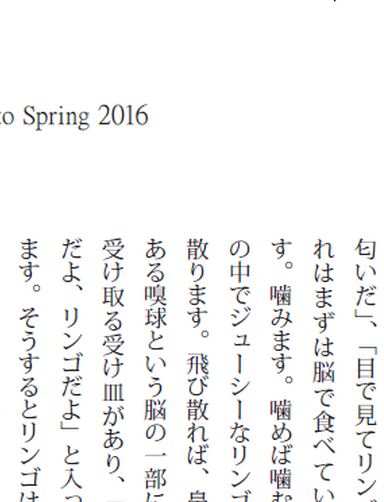 to Spring 2016
匂いだ」、「目で見てリン
れはまずは脳で食べてい
す。噛みます。噛めば噛む
の中でジューシーなリンゴ
散ります。飛び散れば、鼻
ある嗅球という脳の一部に
受け取る受け皿があり、
だよ、リンゴだよ」と入っ
ます。そうするとリンゴは